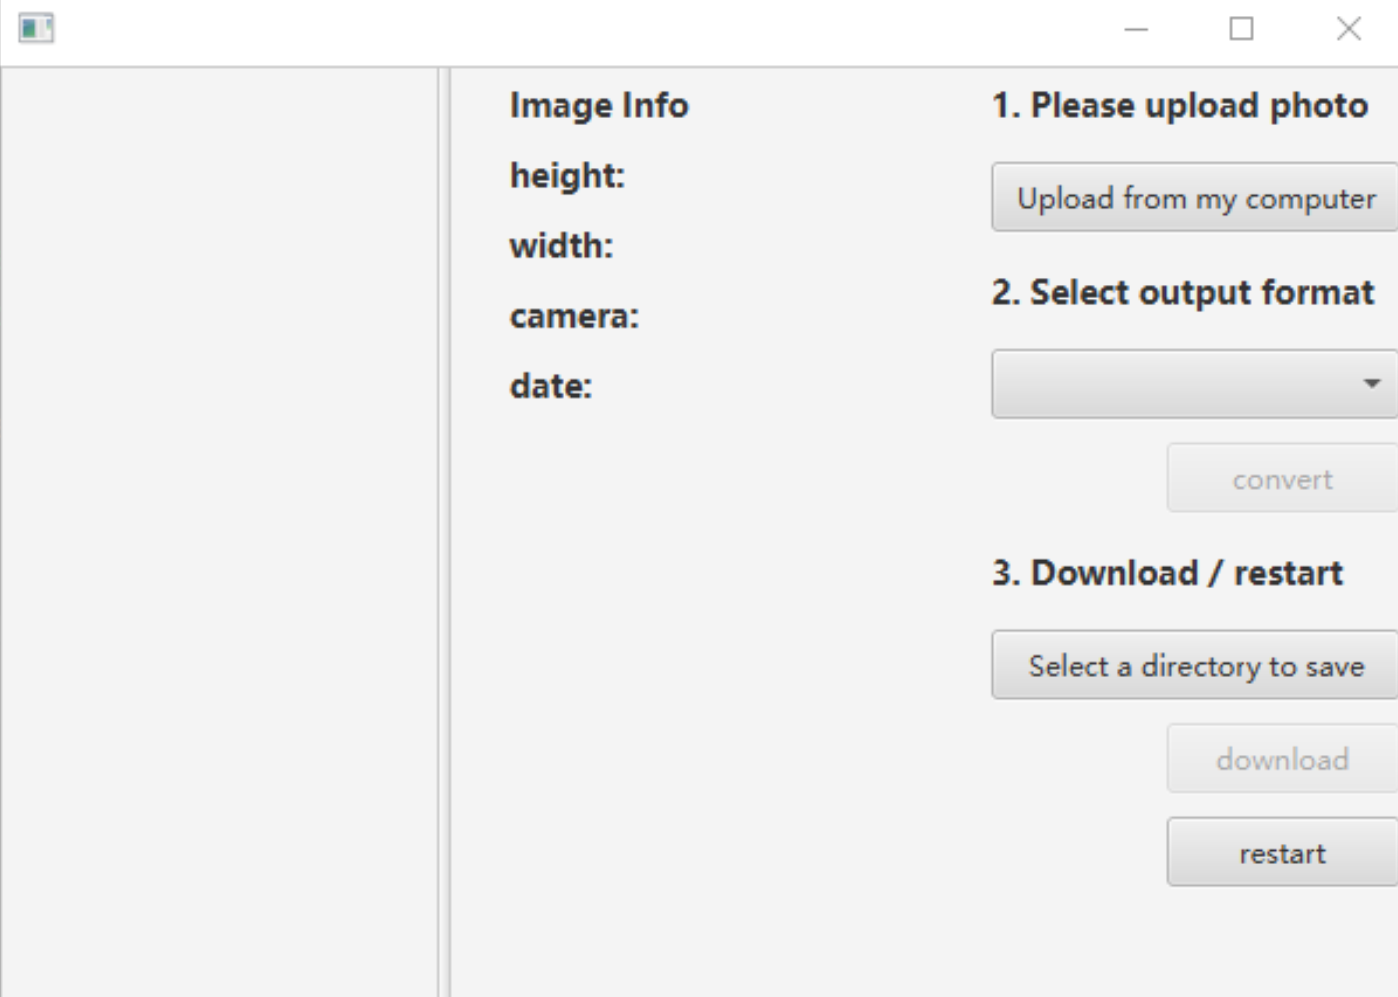 Image Info
height:
width:
camera:
date:
1. Please upload photo
Upload from my computer
2. Select output format
convert
3. Download / restart
Select a directory to save
download
restart